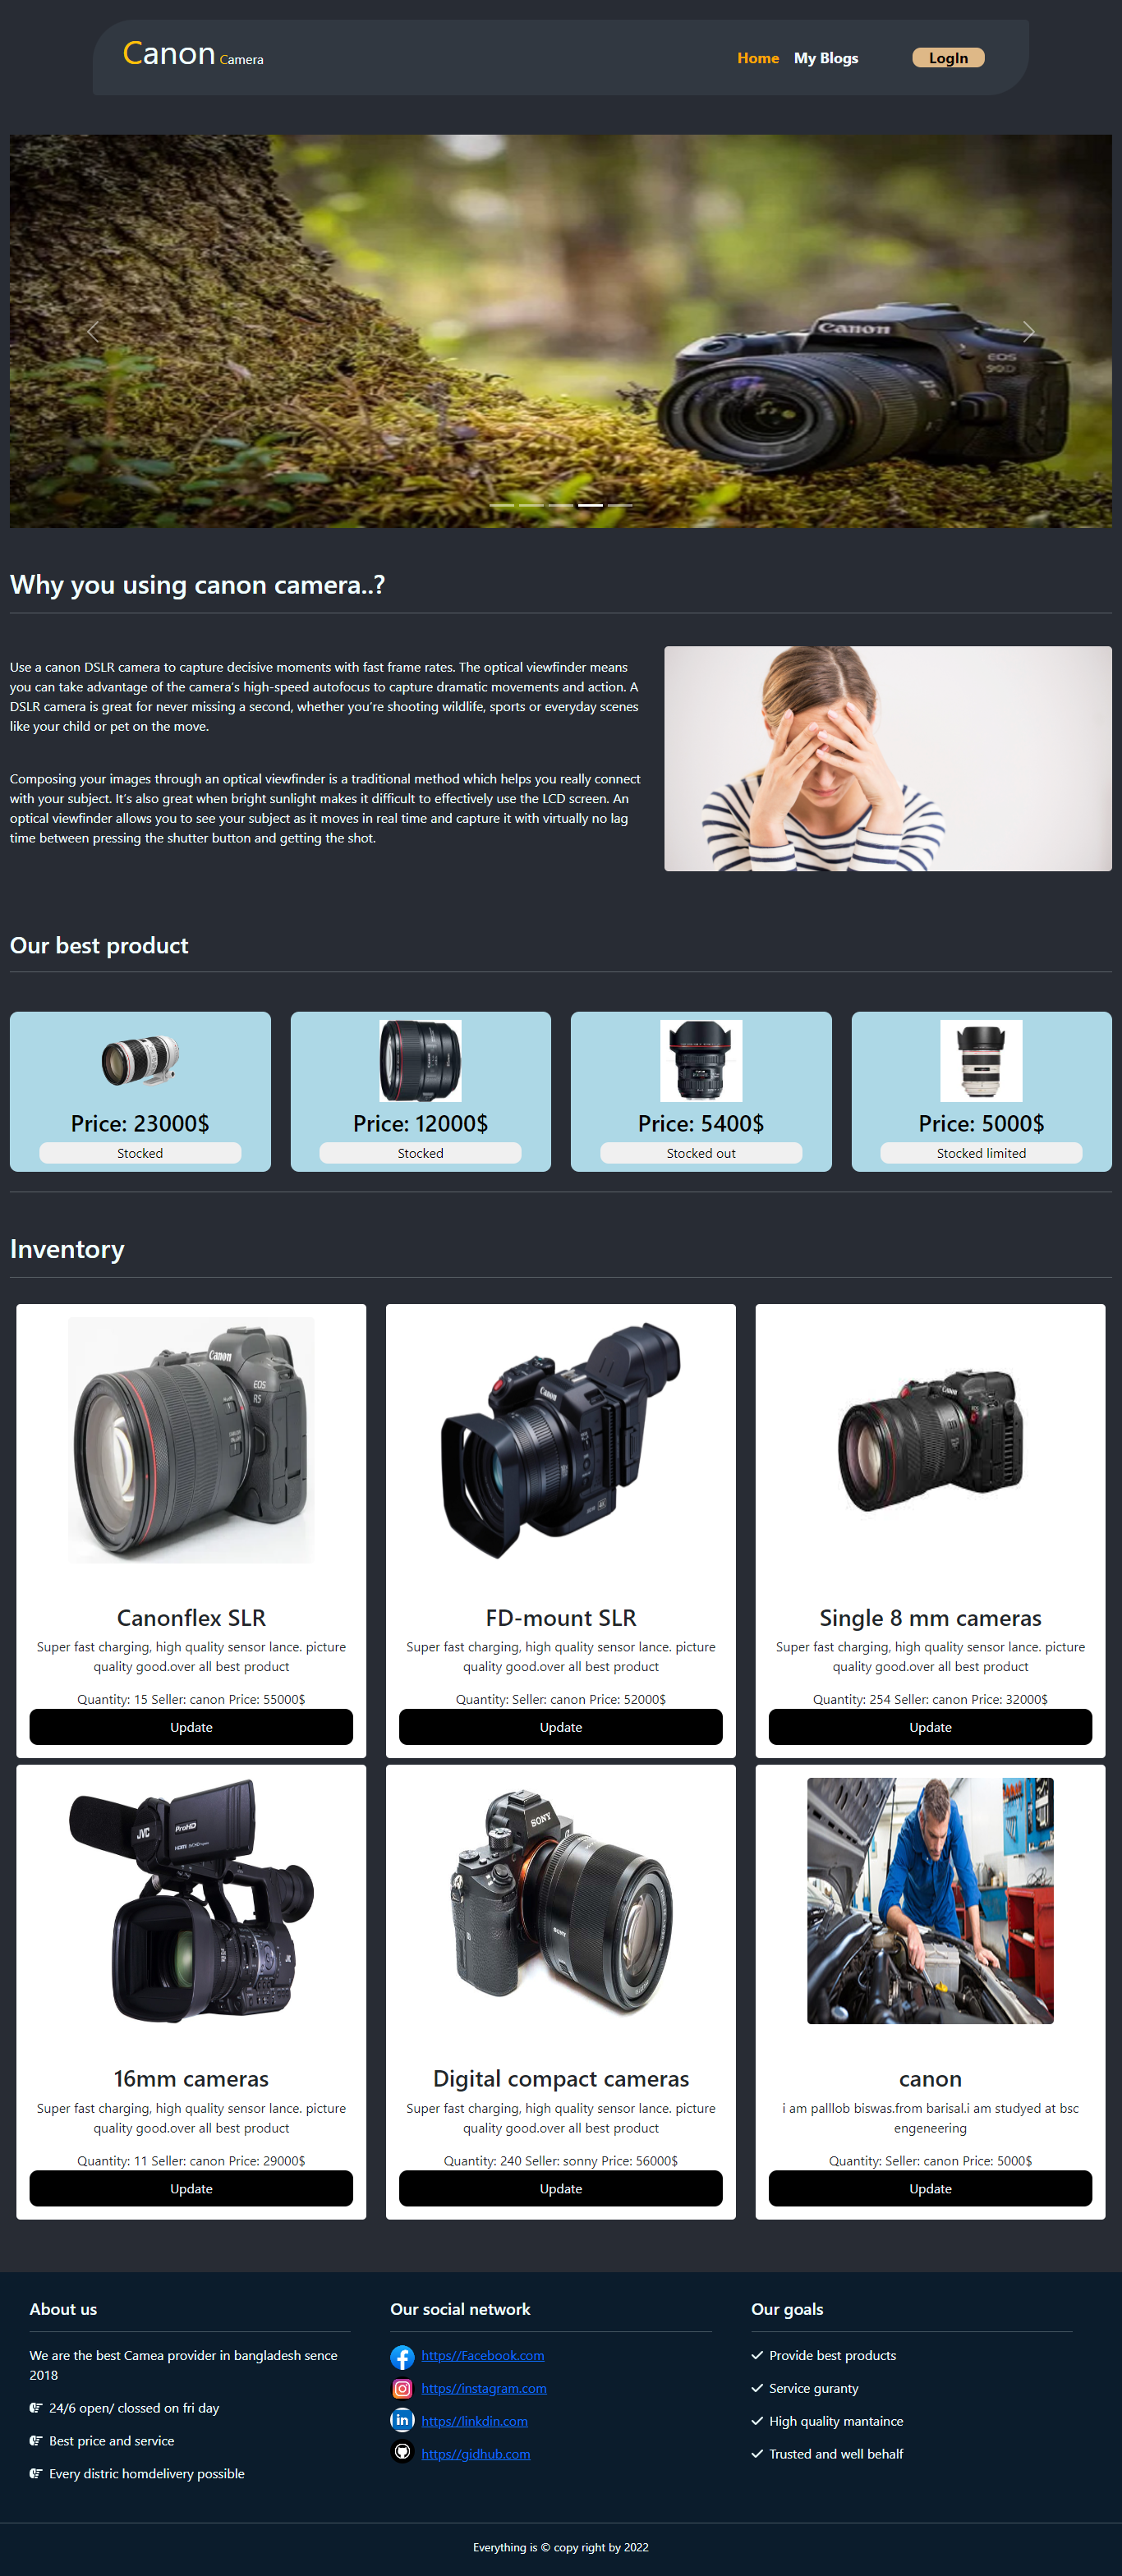 Canon Camera
Home My Blogs LogIn
Canon
EOS
90D
Why you using canon camera..?
Use a canon DSLR camera to capture decisive moments with fast frame rates. The optical viewfinder means
you can take advantage of the camera's high-speed autofocus to capture dramatic movements and action. A
DSLR camera is great for never missing a second, whether you're shooting wildlife, sports or everyday scenes
like your child or pet on the move.
Composing your images through an optical viewfinder is a traditional method which helps you really connect
with your subject. It's also great when bright sunlight makes it difficult to effectively use the LCD screen. An
optical viewfinder allows you to see your subject as it moves in real time and capture it with virtually no lag
time between pressing the shutter button and getting the shot.
Our best product
Price: 23000$
Stocked
Price: 12000$
Stocked
Price: 5400$
Stocked out
Price: 5000$
Stocked limited
Inventory
Canon
EOS
R5
Canonflex SLR
Super fast charging, high quality sensor lance. picture
quality good.over all best product
Quantity: 15 Seller: canon Price: 55000$
Update
Canon
FD-mount SLR
Super fast charging, high quality sensor lance. picture
quality good.over all best product
Quantity: Seller: canon Price: 52000$
Update
Canon
Single 8 mm cameras
Super fast charging, high quality sensor lance. picture
quality good.over all best product
Quantity: 254 Seller: canon Price: 32000$
Update
JVC
ProHD
16mm cameras
Super fast charging, high quality sensor lance. picture
quality good.over all best product
Quantity: 11 Seller: canon Price: 29000$
Update
SONY
SONY
Digital compact cameras
Super fast charging, high quality sensor lance. picture
quality good.over all best product
Quantity: 240 Seller: sonny Price: 56000$
Update
canon
i am palllob biswas.from barisal.i am studyed at bsc
engeneering
Quantity: Seller: canon Price: 5000$
Update
About us
We are the best Camea provider in bangladesh sence
2018
24/6 open/ clossed on fri day
Best price and service
Every distric homdelivery possible
Our social network
https//Facebook.com
https//instagram.com
in https//linkdin.com
https//gidhub.com
Our goals
Provide best products
Service guranty
High quality mantaince
Trusted and well behalf
Everything is © copy right by 2022